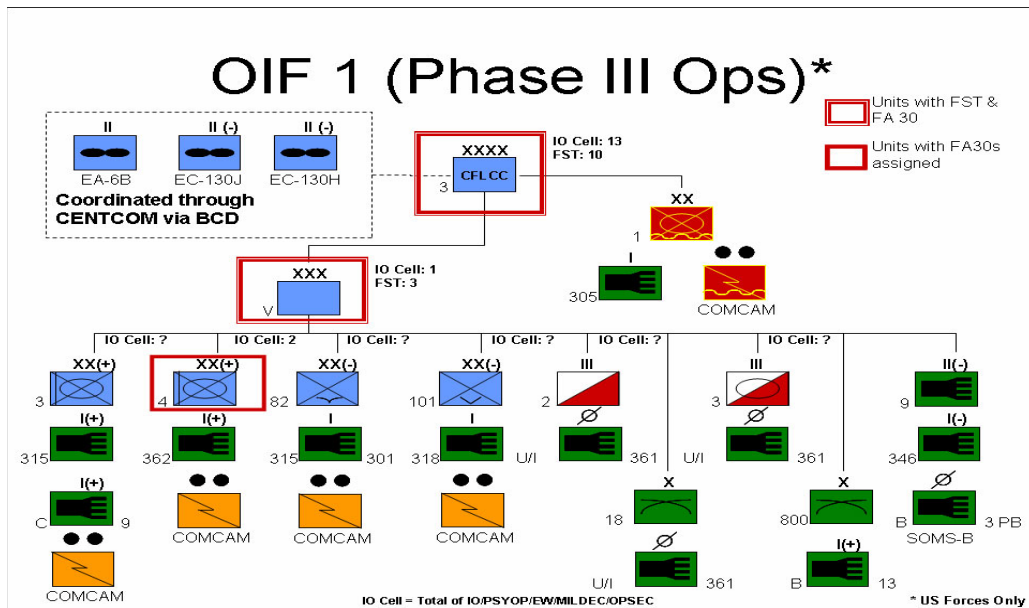 OIF 1 (Phase III Ops)*
Units with FST &
FA 30
Units with FA30s
assigned
II
II (-)
II (-)
EA-6B
EC-130J
EC-130H
Coordinated through
CENTCOM via BCD
XXXX
CFLCC
3
IO Cell: 13
FST: 10
XX
1
I
305
COMCAM
XXX
V
IO Cell: 1
FST: 3
IO Cell: ?
IO Cell: 2
IO Cell: ?
IO Cell: ?
IO Cell: ?
IO Cell: ?
XX(+)
XX(+)
XX(-)
XX(-)
III
III
II(-)
3
4
82
101
2
3
9
I(+)
I(+)
I
I
I(-)
315
362
315
301
318
U/I
361
U/I
361
346
I(+)
C
9
COMCAM
COMCAM
COMCAM
COMCAM
X
18
X
800
B
3 PB
SOMS-B
U/I
361
I(+)
B
13
IO Cell = Total of IO/PSYOP/EW/MILDEC/OPSEC
* US Forces Only